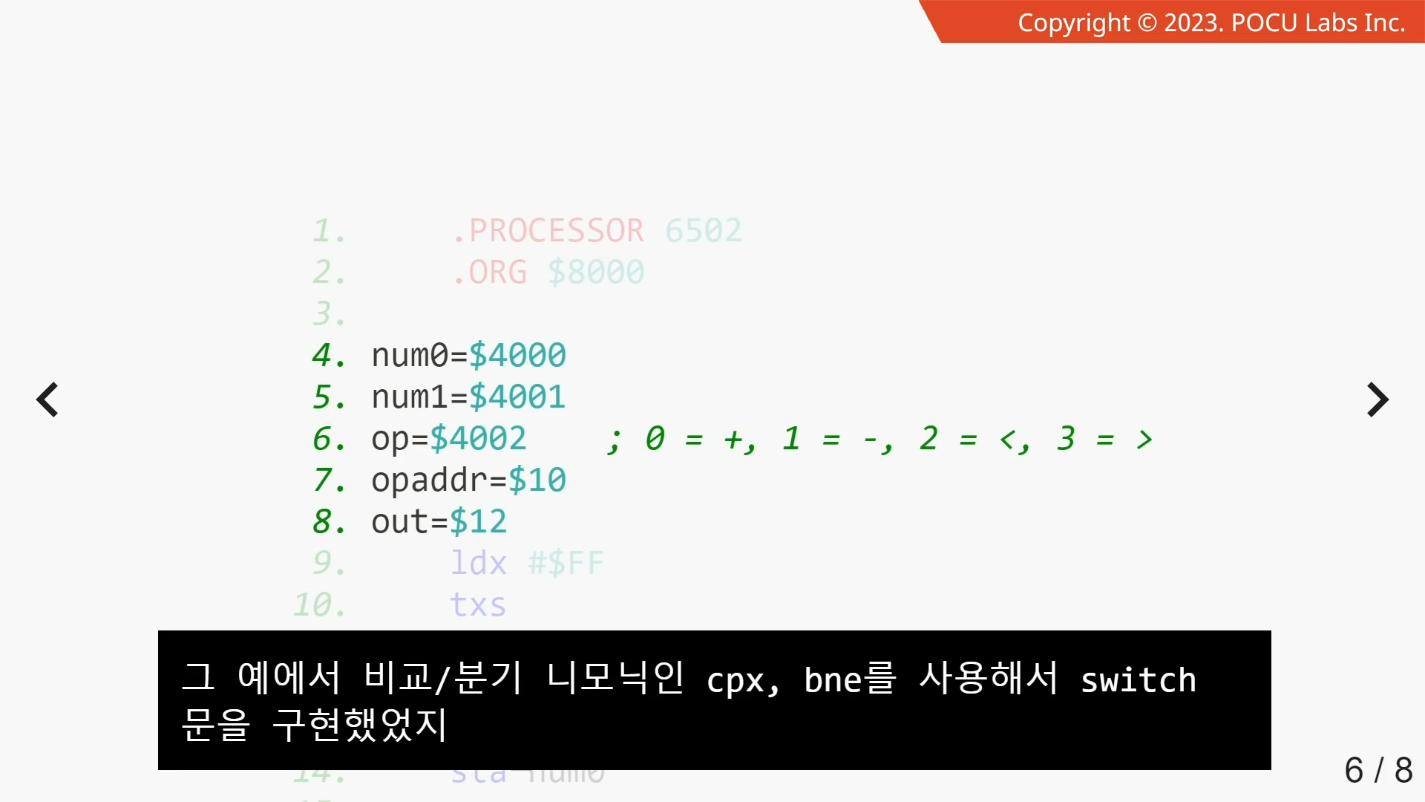 Copyright © 2023. POCU Labs Inc.
1. .PROCESSOR 6502
2. .ORG $8000
3.
4. num0=$4000
5. num1=$4001
6. op=$4002 ; 0 = +, 1 = -, 2 = <, 3 = >
7. opaddr=$10
8. out=$12
9. ldx #$FF
10. txs
그 예에서 비교/분기 니모닉인 cpx, bne를 사용해서 switch
문을 구현했었지
14. sta num0
6 / 8